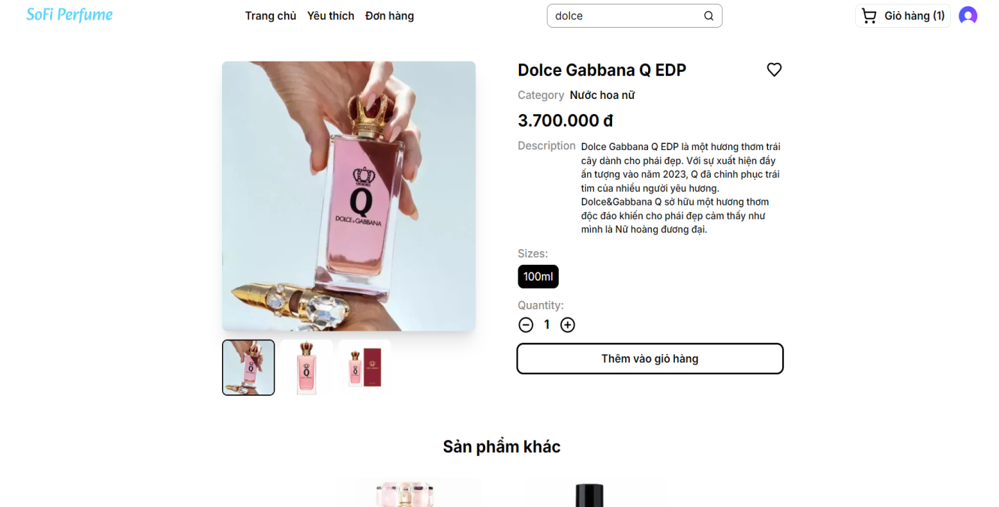 SoFi Perfume
Trang chủ Yêu thích Đơn hàng
dolce
Giỏ hàng (1)
Q
DOLCE & GABBANA
Dolce Gabbana Q EDP
Category Nước hoa nữ
3.700.000 đ
Description
Dolce Gabbana Q EDP là một hương thơm trái
cây dành cho phái đẹp. Với sự xuất hiện đầy
ấn tượng vào năm 2023, Q đã chinh phục trái
tim của nhiều người yêu hương.
Dolce&Gabbana Q sở hữu một hương thơm
độc đáo khiến cho phái đẹp cảm thấy như
mình là Nữ hoàng đương đại.
Sizes:
100ml
Quantity:
1
Thêm vào giỏ hàng
Q
Q
Q
Sản phẩm khác